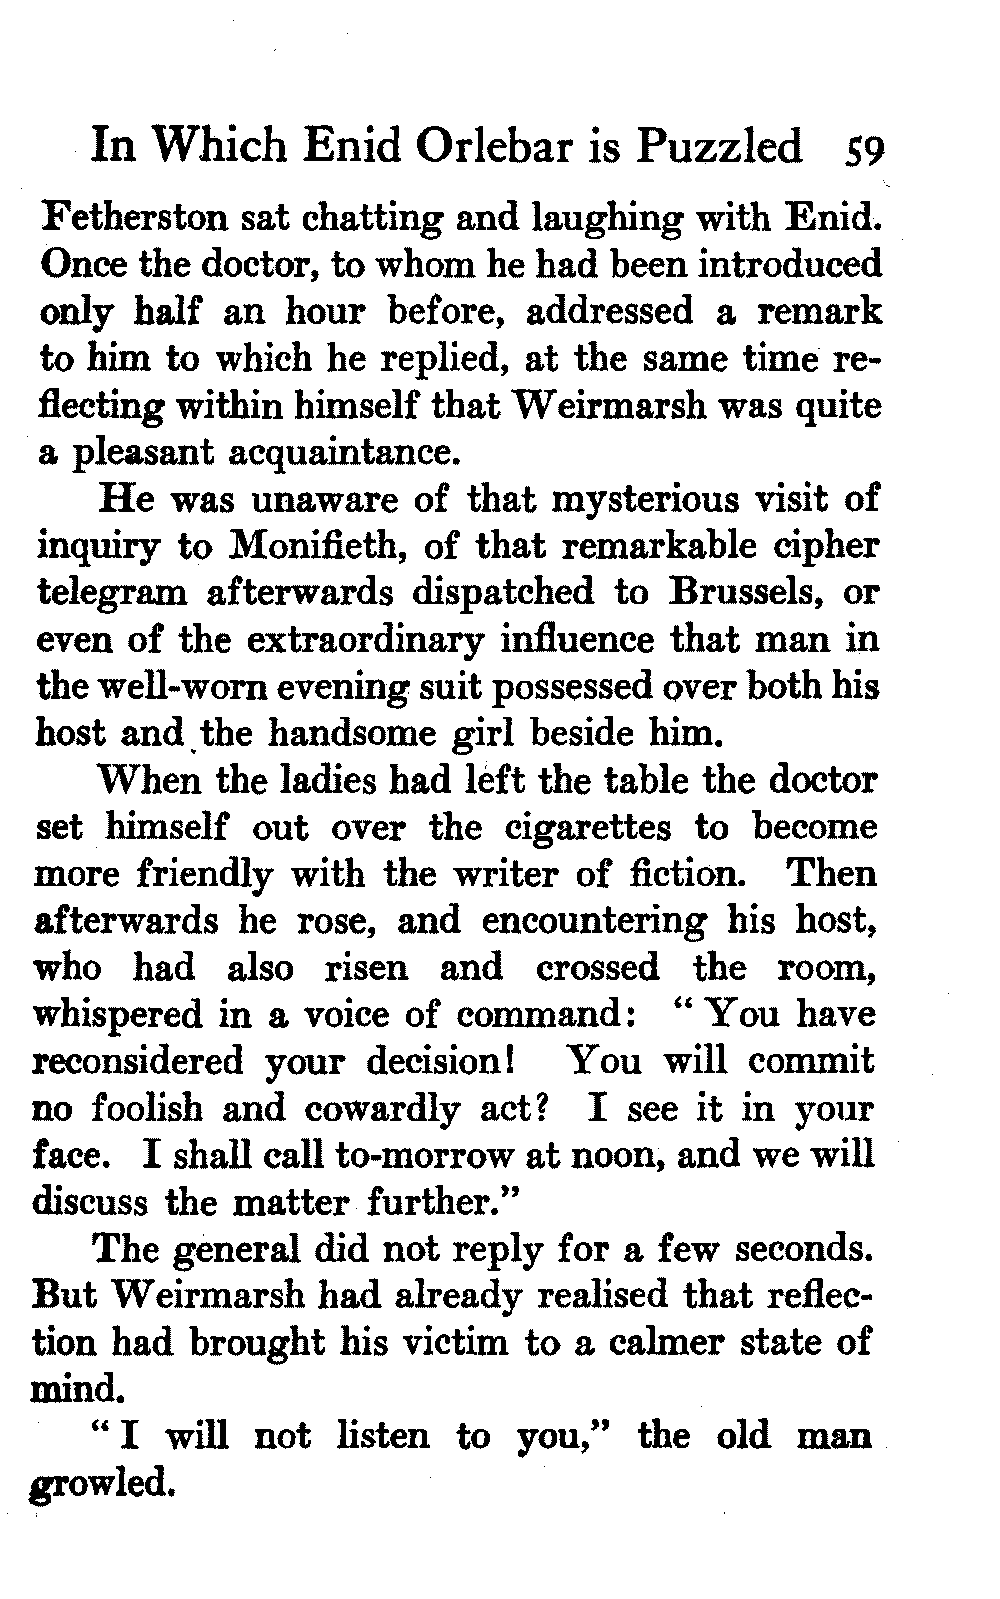 In Which Enid Orlebar is Puzzled 59
Fetherston sat chatting and laughing with Enid.
Once the doctor, to whom he had been introduced
only half an hour before, addressed a remark
to him to which he replied, at the same time re-
flecting within himself that Weirmarsh was quite
a pleasant acquaintance.
He was unaware of that mysterious visit of
inquiry to Monifieth, of that remarkable cipher
telegram afterwards dispatched to Brussels, or
even of the extraordinary influence that man in
the well-worn evening suit possessed over both his
host and the handsome girl beside him.
When the ladies had left the table the doctor
set himself out over the cigarettes to become
more friendly with the writer of fiction. Then
afterwards he rose, and encountering his host,
who had also risen and crossed the room,
whispered in a voice of command: “ You have
reconsidered your decision! You will commit
no foolish and cowardly act? I see it in your
face. I shall call to-morrow at noon, and we will
discuss the matter further.”
The general did not reply for a few seconds.
But Weirmarsh had already realised that reflec-
tion had brought his victim to a calmer state of
mind.
“ I will not listen to you,” the old man
growled.